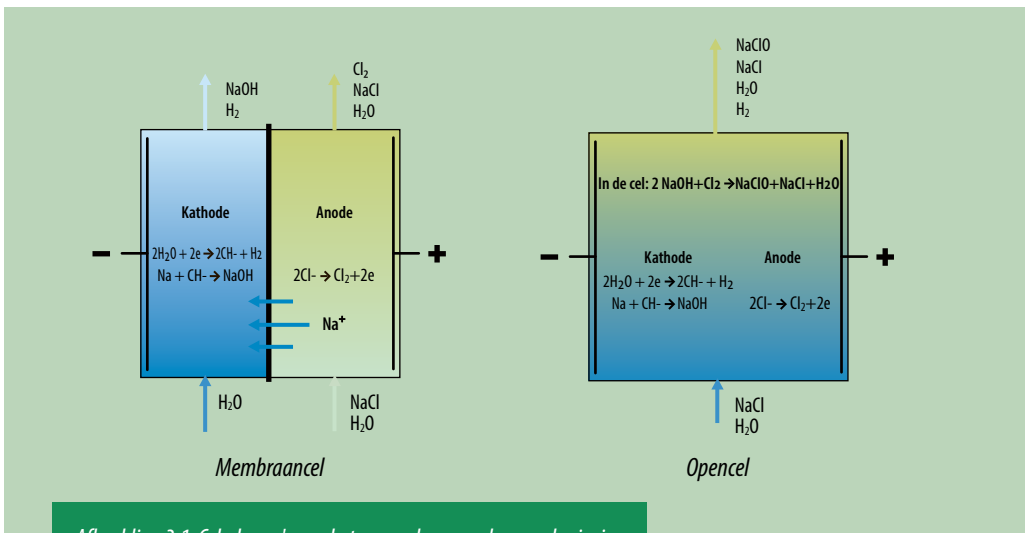 NaOH
H₂
Cl₂
NaCl
H₂O
Kathode
2H₂O + 2e → 2CH- + H₂
Na + CH- → NaOH
Anode
2Cl- → Cl₂+2e
Na⁺
−
+
H₂O
NaCl
H₂O
Membraancel
NaClO
NaCl
H₂O
H₂
In de cel: 2 NaOH+Cl₂ → NaClO+NaCl+H2O
Kathode
2H₂O + 2e → 2CH- + H₂
Na + CH- → NaOH
Anode
2Cl- → Cl₂+2e
−
+
NaCl
H₂O
Opencel